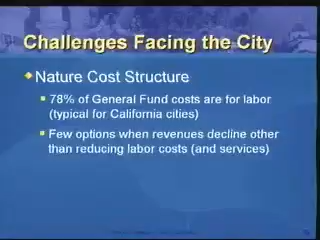 Challenges Facing the City
Nature Cost Structure
78% of General Fund costs are for labor
(typical for California cities)
Few options when revenues decline other
than reducing labor costs (and services)